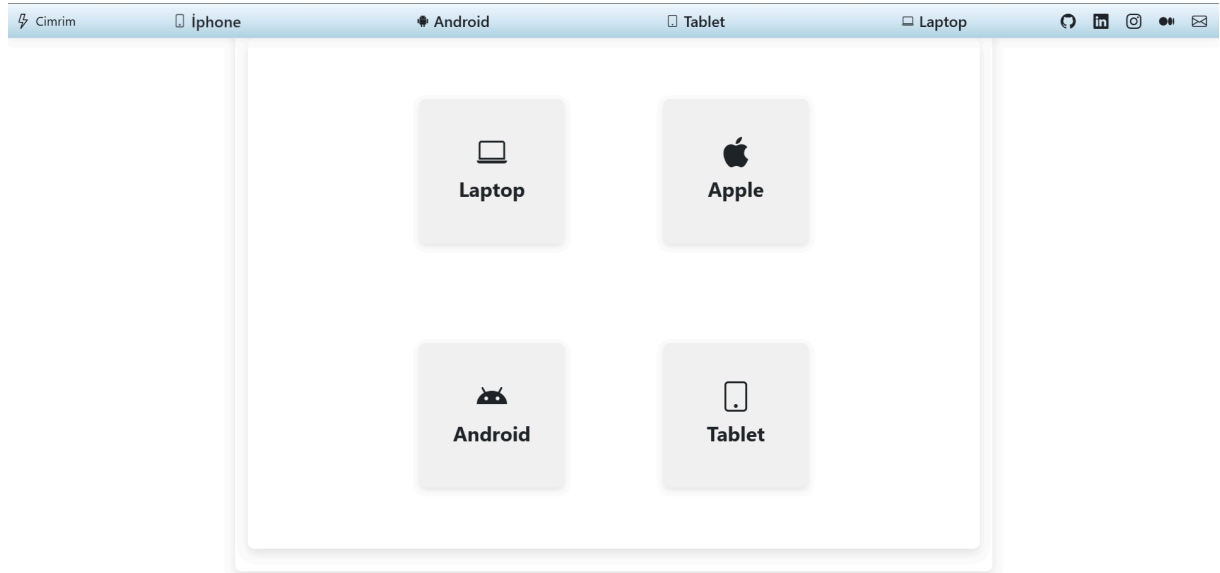 Cimrim İphone Android Tablet Laptop
Laptop Apple
Android Tablet